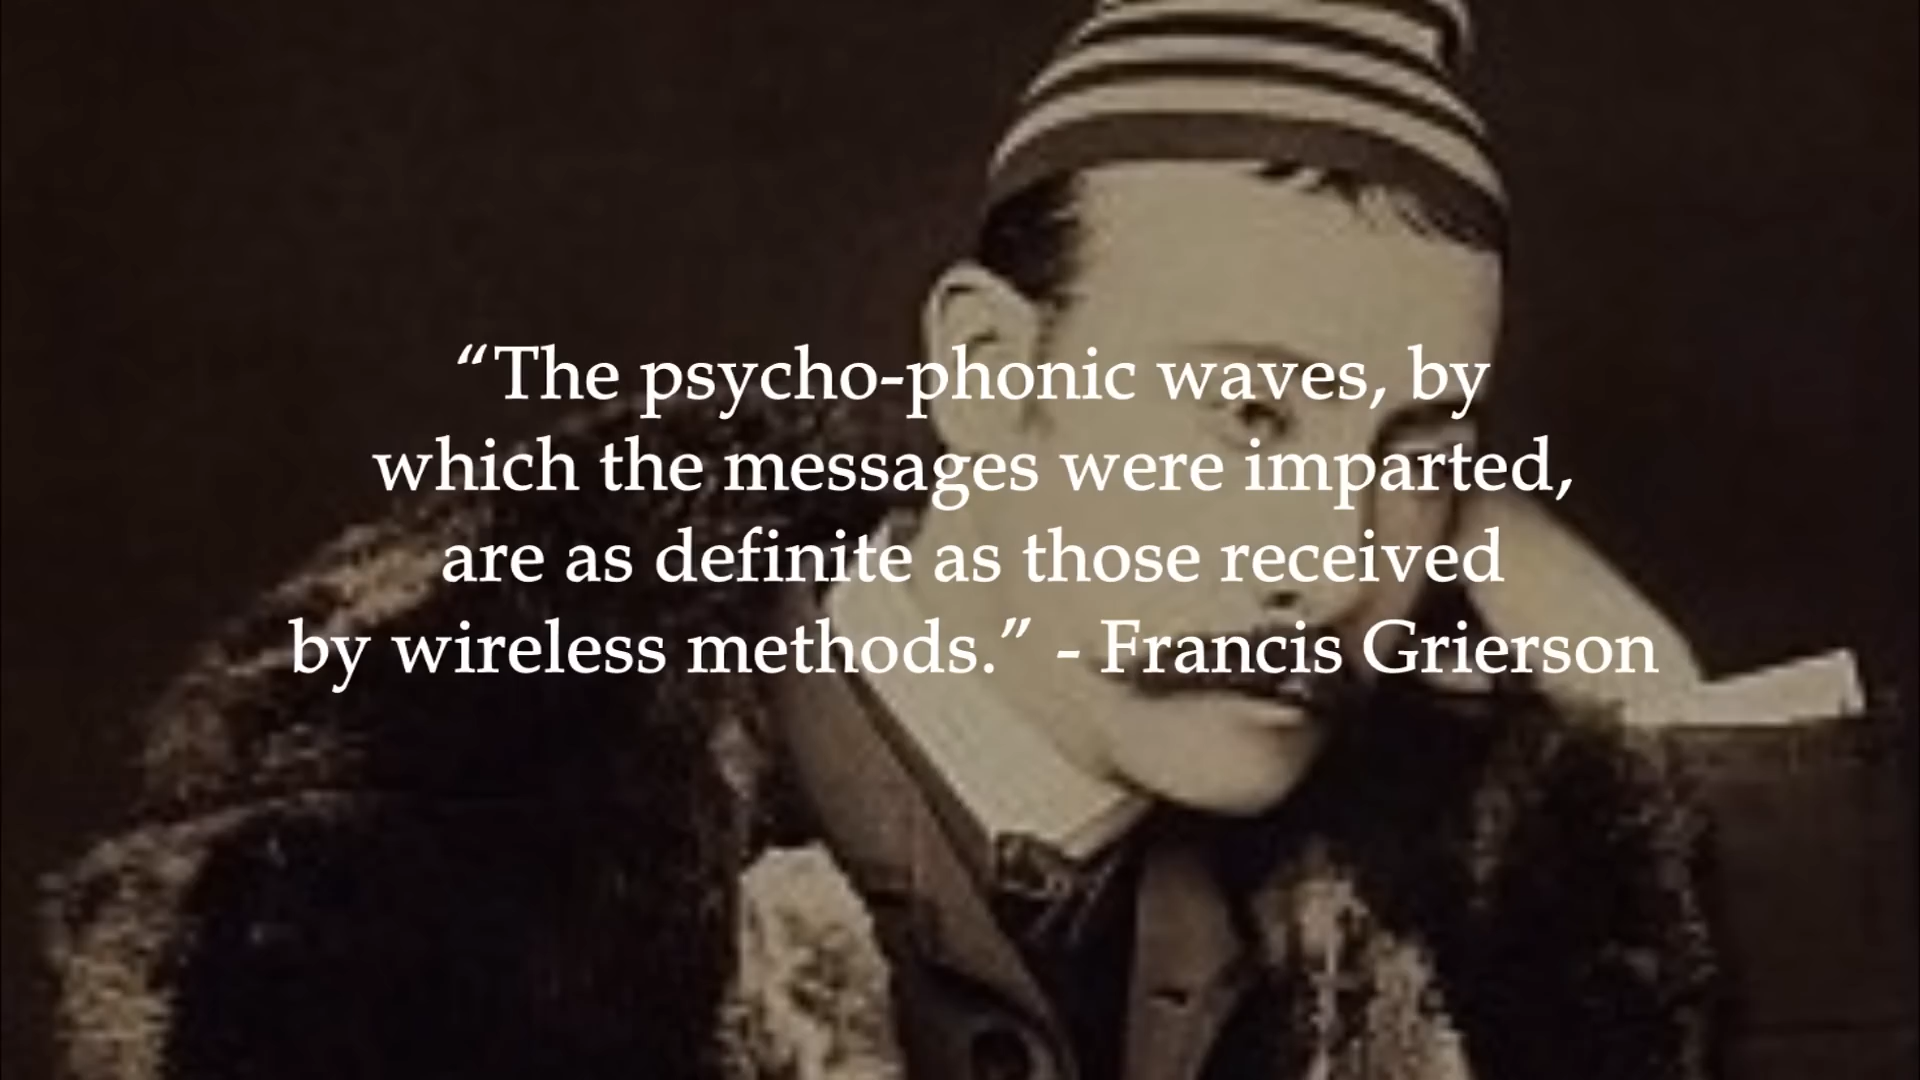 “The psycho-phonic waves, by
which the messages were imparted,
are as definite as those received
by wireless methods.” - Francis Grierson